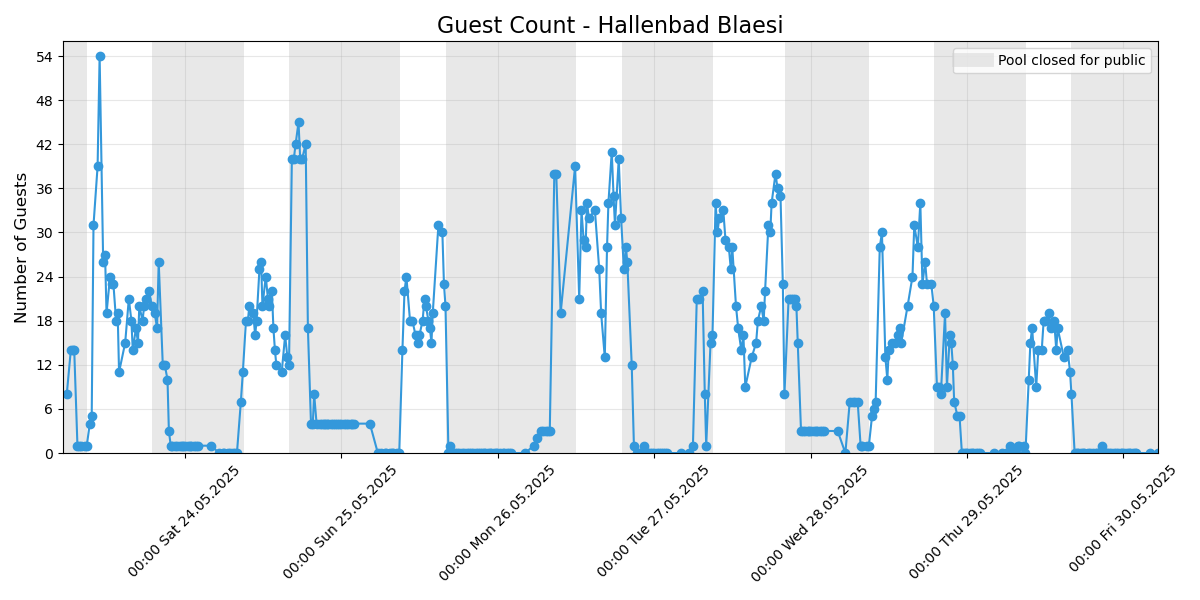 Guest Count - Hallenbad Blaesi
Pool closed for public
Number of Guests
54
48
42
36
30
24
18
12
6
0
00:00 Sat 24.05.2025
00:00 Sun 25.05.2025
00:00 Mon 26.05.2025
00:00 Tue 27.05.2025
00:00 Wed 28.05.2025
00:00 Thu 29.05.2025
00:00 Fri 30.05.2025